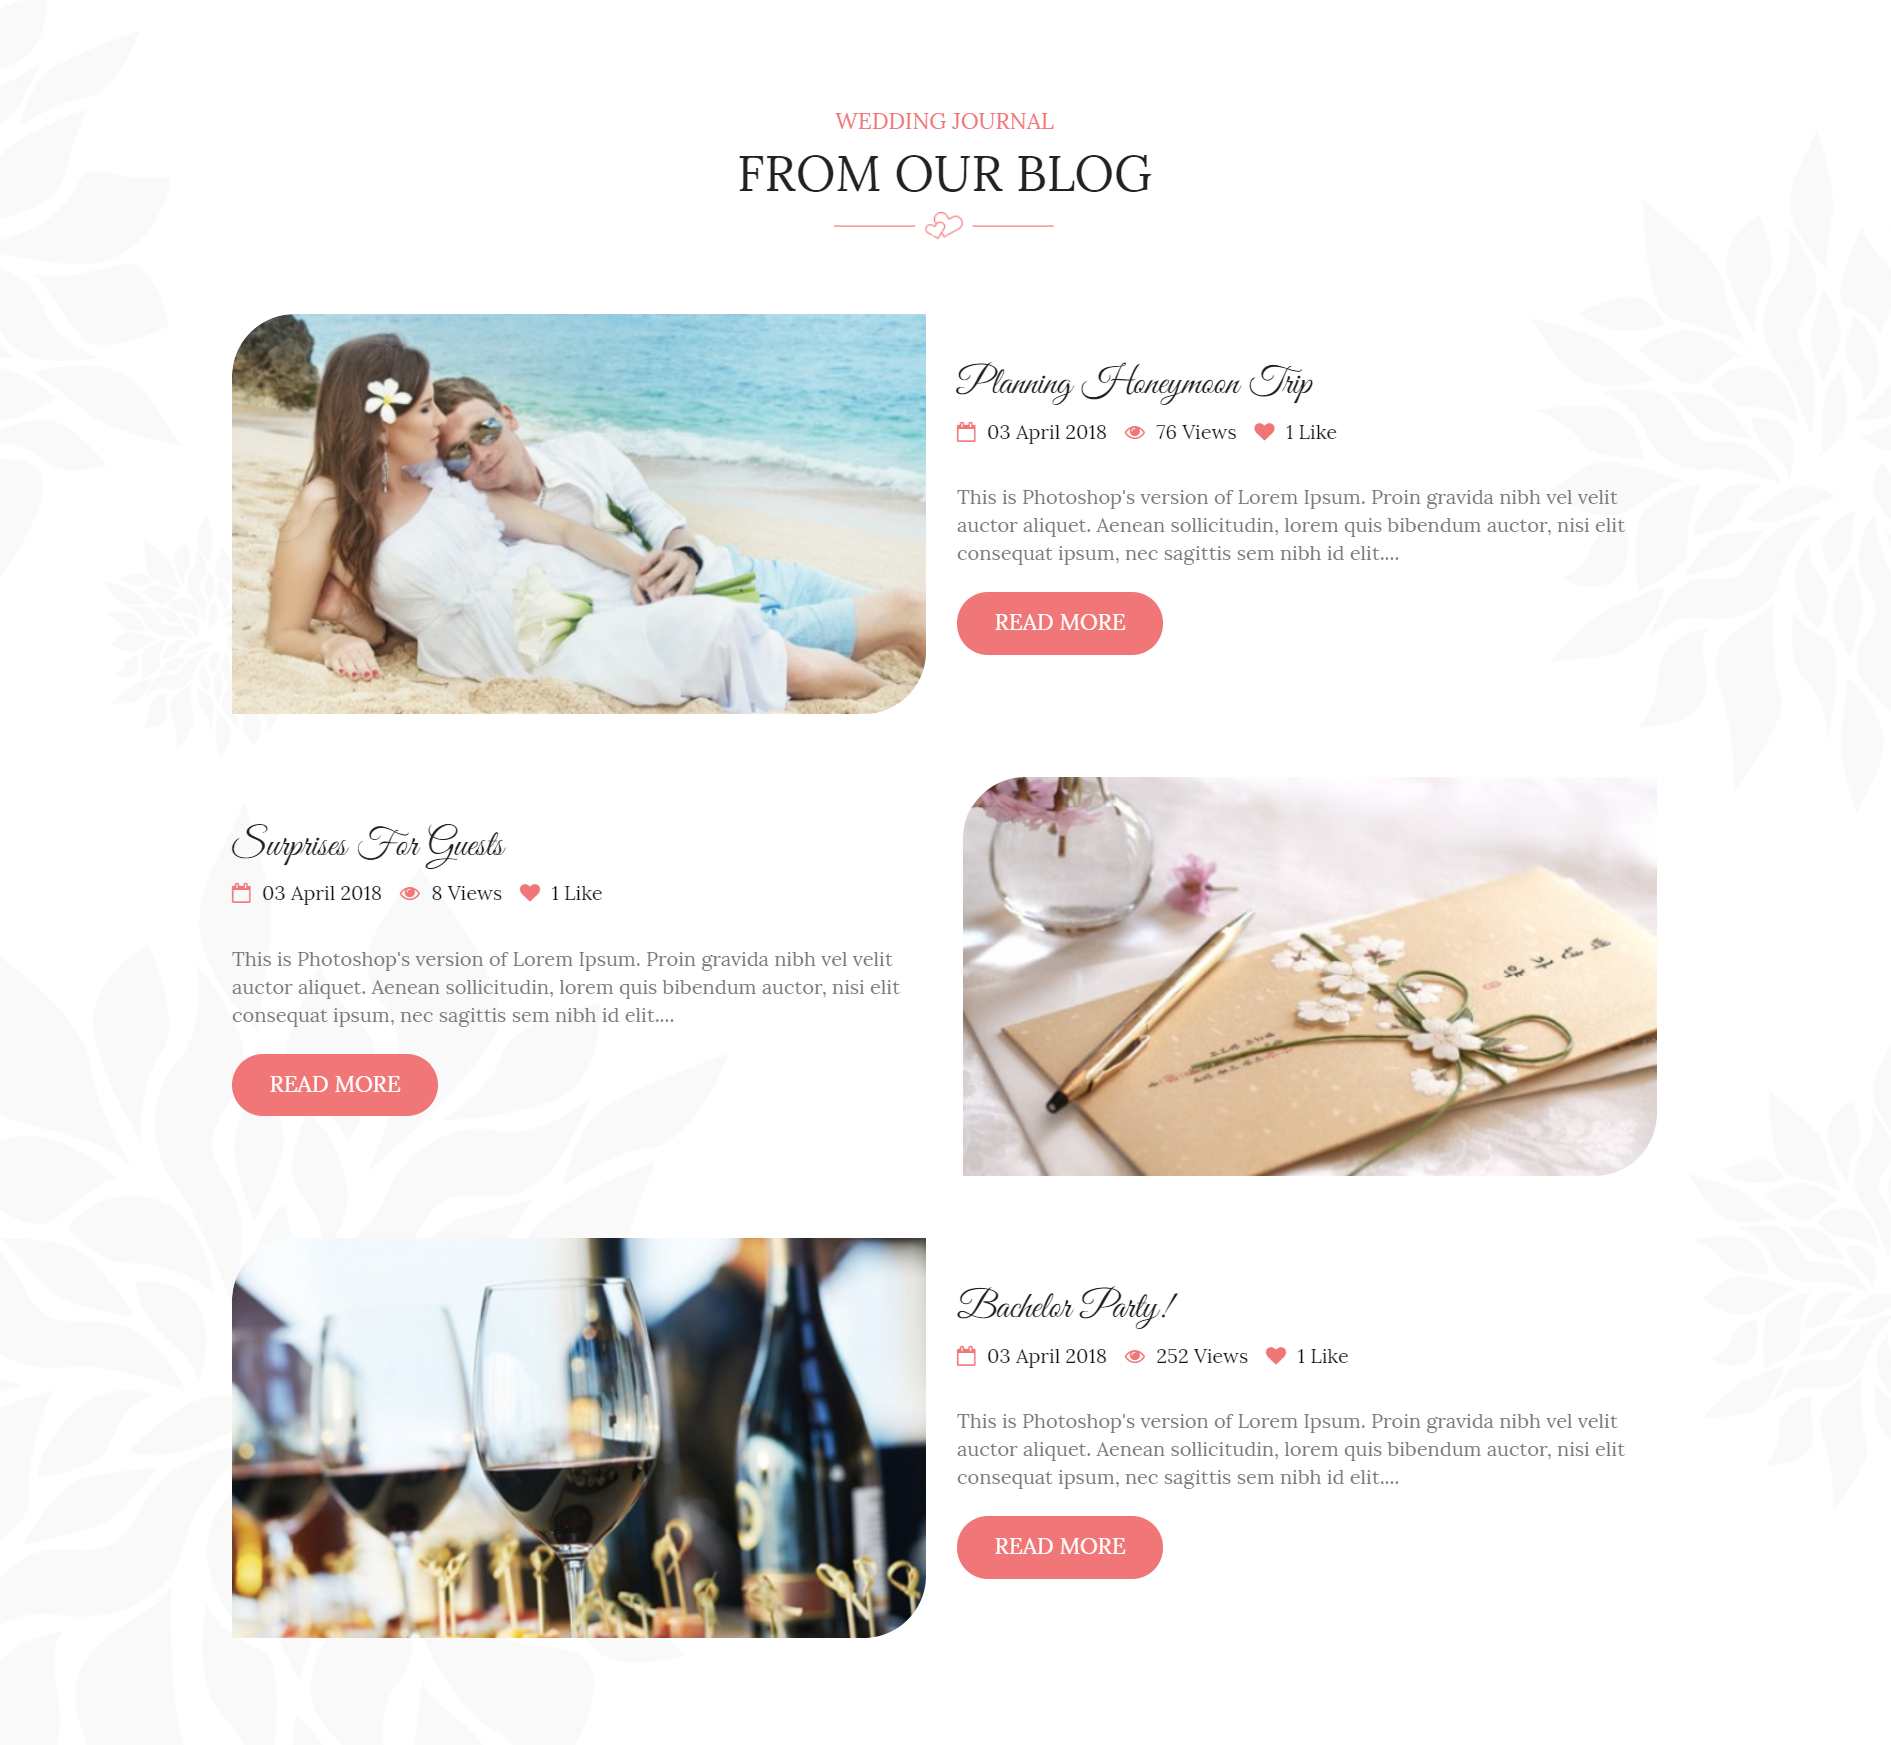 WEDDING JOURNAL
FROM OUR BLOG
Planning Honeymoon Trip
03 April 2018 76 Views 1 Like
This is Photoshop's version of Lorem Ipsum. Proin gravida nibh vel velit
auctor aliquet. Aenean sollicitudin, lorem quis bibendum auctor, nisi elit
consequat ipsum, nec sagittis sem nibh id elit....
READ MORE
Surprises For Guests
03 April 2018 8 Views 1 Like
This is Photoshop's version of Lorem Ipsum. Proin gravida nibh vel velit
auctor aliquet. Aenean sollicitudin, lorem quis bibendum auctor, nisi elit
consequat ipsum, nec sagittis sem nibh id elit....
READ MORE
Bachelor Party!
03 April 2018 252 Views 1 Like
This is Photoshop's version of Lorem Ipsum. Proin gravida nibh vel velit
auctor aliquet. Aenean sollicitudin, lorem quis bibendum auctor, nisi elit
consequat ipsum, nec sagittis sem nibh id elit....
READ MORE